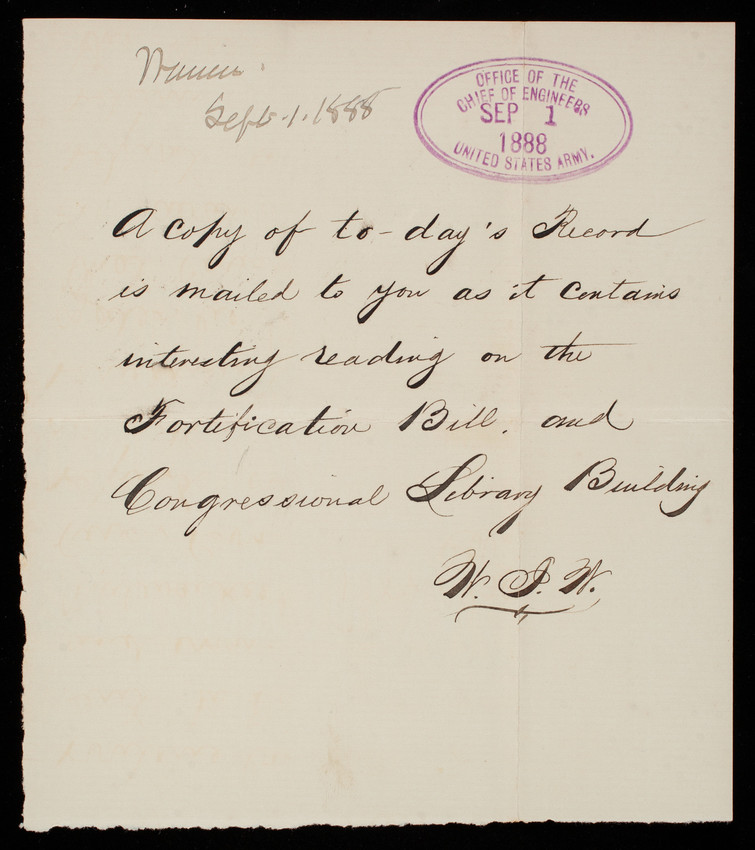 Sept. 1. 1888
OFFICE OF THE
CHIEF OF ENGINEERS
SEP 1
1888
UNITED STATES ARMY.
A copy of to-day's Record
is mailed to you as it contains
interesting reading on the
Fortification Bill, and
Congressional Library Building
W. J. W.